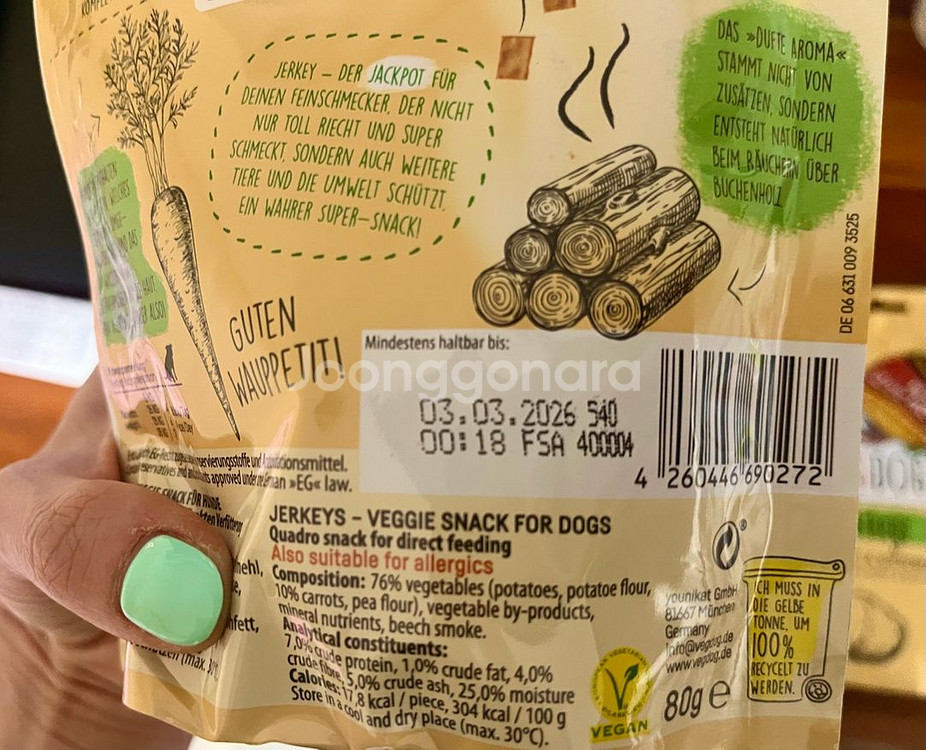 JERKEY – DER JACKPOT FÜR
DEINEN FEINSCHMECKER, DER NICHT
NUR TOLL RIECHT UND SUPER
SCHMECKT, SONDERN AUCH WEITERE
TIERE UND DIE UMWELT SCHÜTZT.
EIN WAHRER SUPER-SNACK!
DAS »DUFTE AROMA«
STAMMT NICHT VON
ZUSÄTZEN, SONDERN
ENTSTEHT NATÜRLICH
BEIM RÄUCHERN ÜBER
BUCHENHOLZ
DE 06 631 009 3525
GUTEN
WAUPPETIT!
Joonggonara
Mindestens haltbar bis:
03.03.2026 540
00:18 FSA 400004
4 260446 690272
»EG« law.
SNACK FÜR HUNDE
JERKEYS – VEGGIE SNACK FOR DOGS
Quadro snack for direct feeding
Also suitable for allergics
Composition: 76% vegetables (potatoes, potatoe flour,
10% carrots, pea flour), vegetable by-products,
mineral nutrients, beech smoke.
Analytical constituents:
7,0% crude protein, 1,0% crude fat, 4,0%
crude fibre, 5,0% crude ash, 25,0% moisture
Calories: 17,8 kcal / piece, 304 kcal / 100 g
Store in a cool and dry place (max. 30°C).
younikat GmbH
81667 München
Germany
info@vegdog.de
www.vegdog.de
VEGAN
80g e
ICH MUSS IN
DIE GELBE
TONNE, UM
100%
RECYCELT ZU
WERDEN.